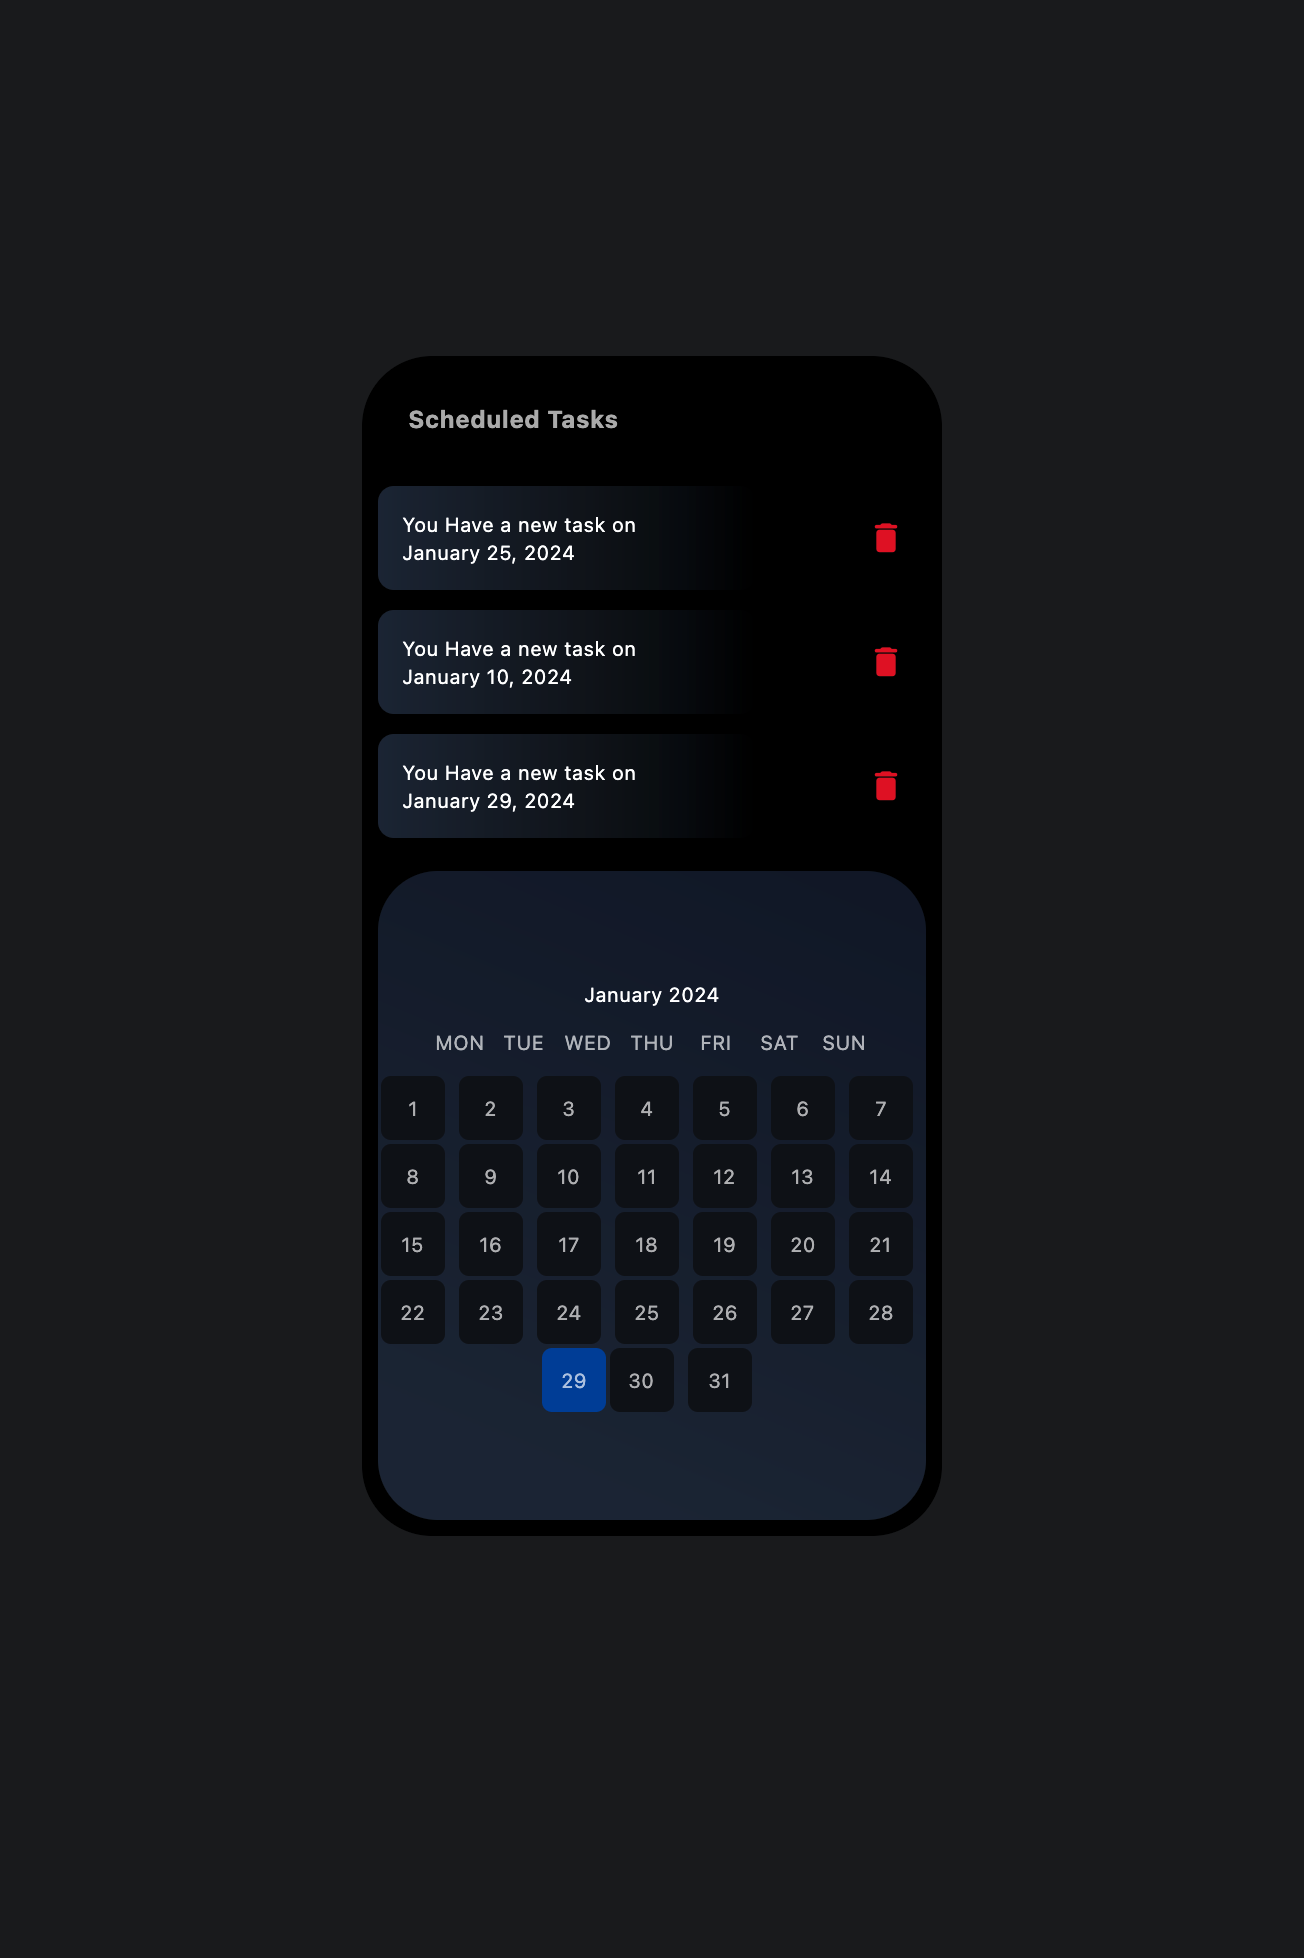 Scheduled Tasks
You Have a new task on
January 25, 2024
You Have a new task on
January 10, 2024
You Have a new task on
January 29, 2024
January 2024
MON TUE WED THU FRI SAT SUN
1 2 3 4 5 6 7
8 9 10 11 12 13 14
15 16 17 18 19 20 21
22 23 24 25 26 27 28
29 30 31